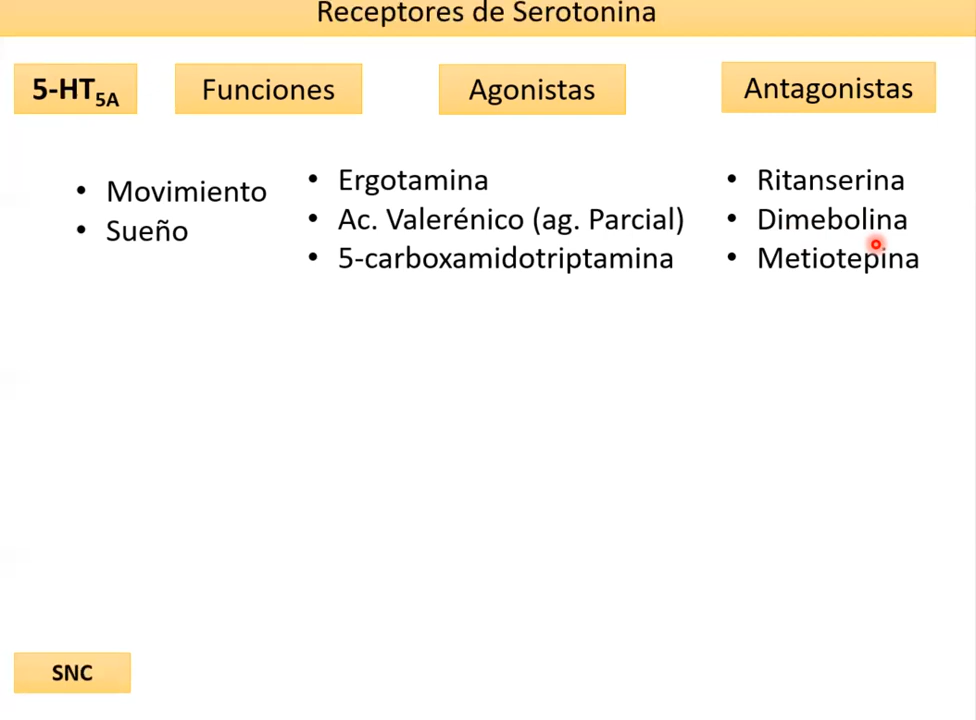 Receptores de Serotonina
5-HT5A
Funciones
Agonistas
Antagonistas
• Movimiento
• Sueño
• Ergotamina
• Ac. Valerénico (ag. Parcial)
• 5-carboxamidotriptamina
• Ritanserina
• Dimebolina
• Metiotepina
SNC